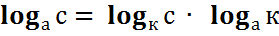 logₐ c = logₖ c · logₐ к